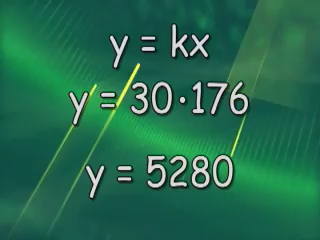 y = kx
y = 30·176
y = 5280